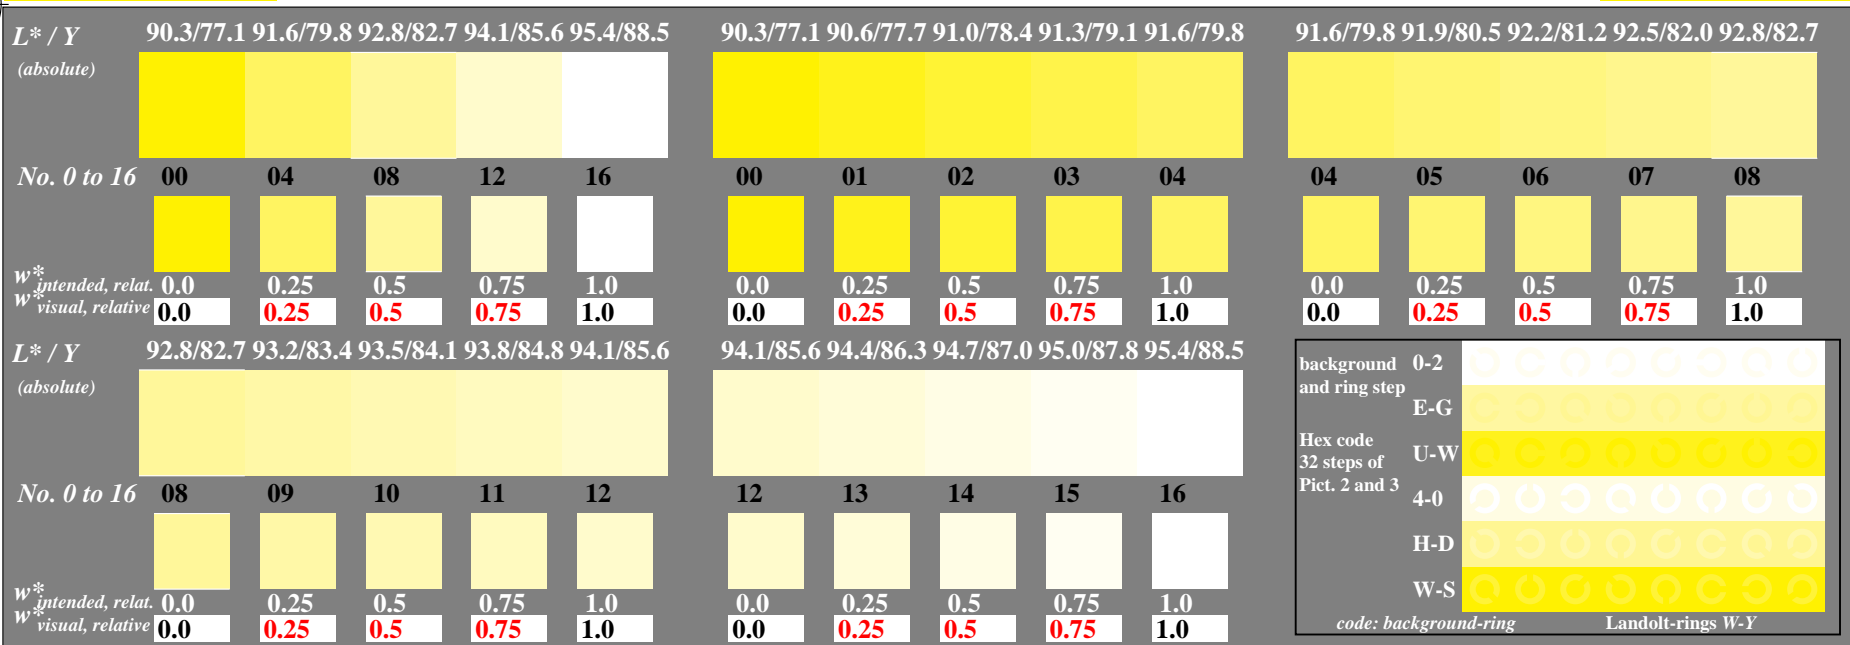 L* / Y 90.3/77.1 91.6/79.8 92.8/82.7 94.1/85.6 95.4/88.5 90.3/77.1 90.6/77.7 91.0/78.4 91.3/79.1 91.6/79.8 91.6/79.8 91.9/80.5 92.2/81.2 92.5/82.0 92.8/82.7
(absolute)
No. 0 to 16 00 04 08 12 16 00 01 02 03 04 04 05 06 07 08
w* intended, relat. 0.0 0.25 0.5 0.75 1.0 0.0 0.25 0.5 0.75 1.0 0.0 0.25 0.5 0.75 1.0
w* visual, relative 0.0 0.25 0.5 0.75 1.0 0.0 0.25 0.5 0.75 1.0 0.0 0.25 0.5 0.75 1.0
L* / Y 92.8/82.7 93.2/83.4 93.5/84.1 93.8/84.8 94.1/85.6 94.1/85.6 94.4/86.3 94.7/87.0 95.0/87.8 95.4/88.5
(absolute)
No. 0 to 16 08 09 10 11 12 12 13 14 15 16
w* intended, relat. 0.0 0.25 0.5 0.75 1.0 0.0 0.25 0.5 0.75 1.0
w* visual, relative 0.0 0.25 0.5 0.75 1.0 0.0 0.25 0.5 0.75 1.0
background 0-2
and ring step
E-G
Hex code
U-W
32 steps of
Pict. 2 and 3
4-0
H-D
W-S
code: background-ring Landolt-rings W-Y